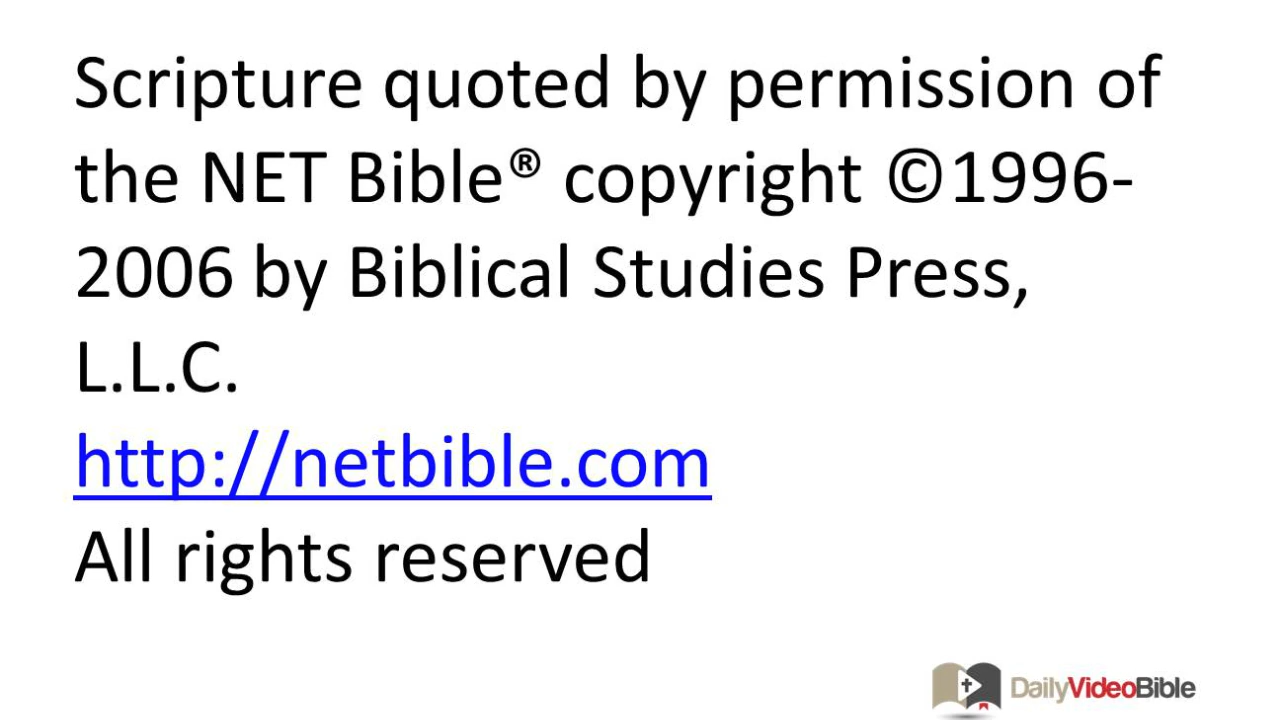 Scripture quoted by permission of
the NET Bible® copyright ©1996-
2006 by Biblical Studies Press,
L.L.C.
http://netbible.com
All rights reserved
DailyVideoBible